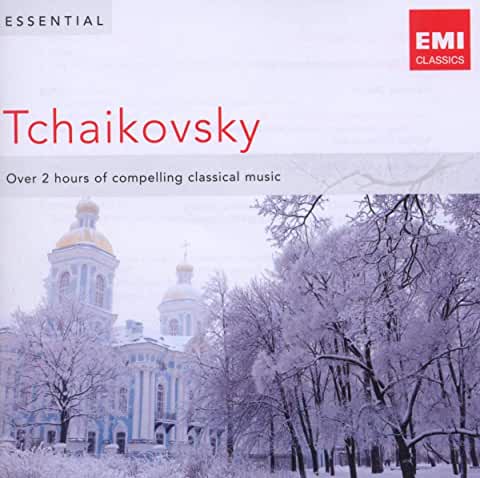 ESSENTIAL
EMI
CLASSICS
Tchaikovsky
Over 2 hours of compelling classical music